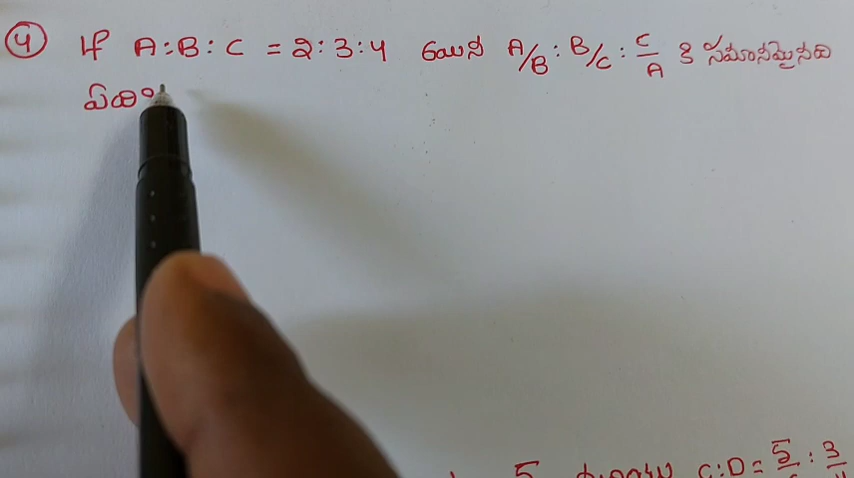 4 If A:B:C = 2:3:4 అయిన A/B : B/C : C/A కి సమానమైనది
ఏది
5 C:D = 5 : 3